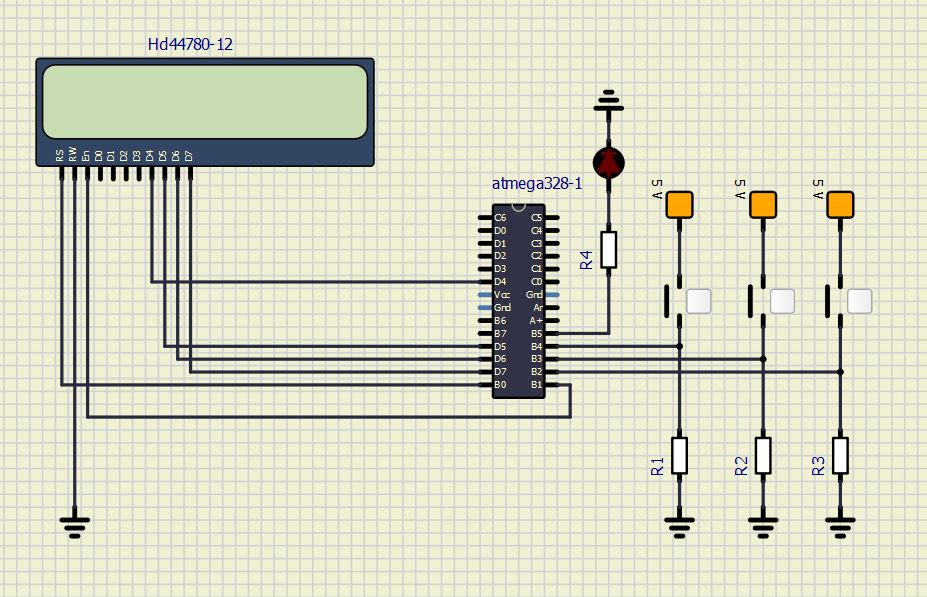 Hd44780-12
RS RW En D0 D1 D2 D3 D4 D5 D6 D7
atmega328-1
C6 C5
D0 C4
D1 C3
D2 C2
D3 C1
D4 C0
Vcc Gnd
Gnd Ar
B6 A+
B7 B5
D5 B4
D6 B3
D7 B2
B0 B1
R4
5 V
5 V
5 V
R1
R2
R3